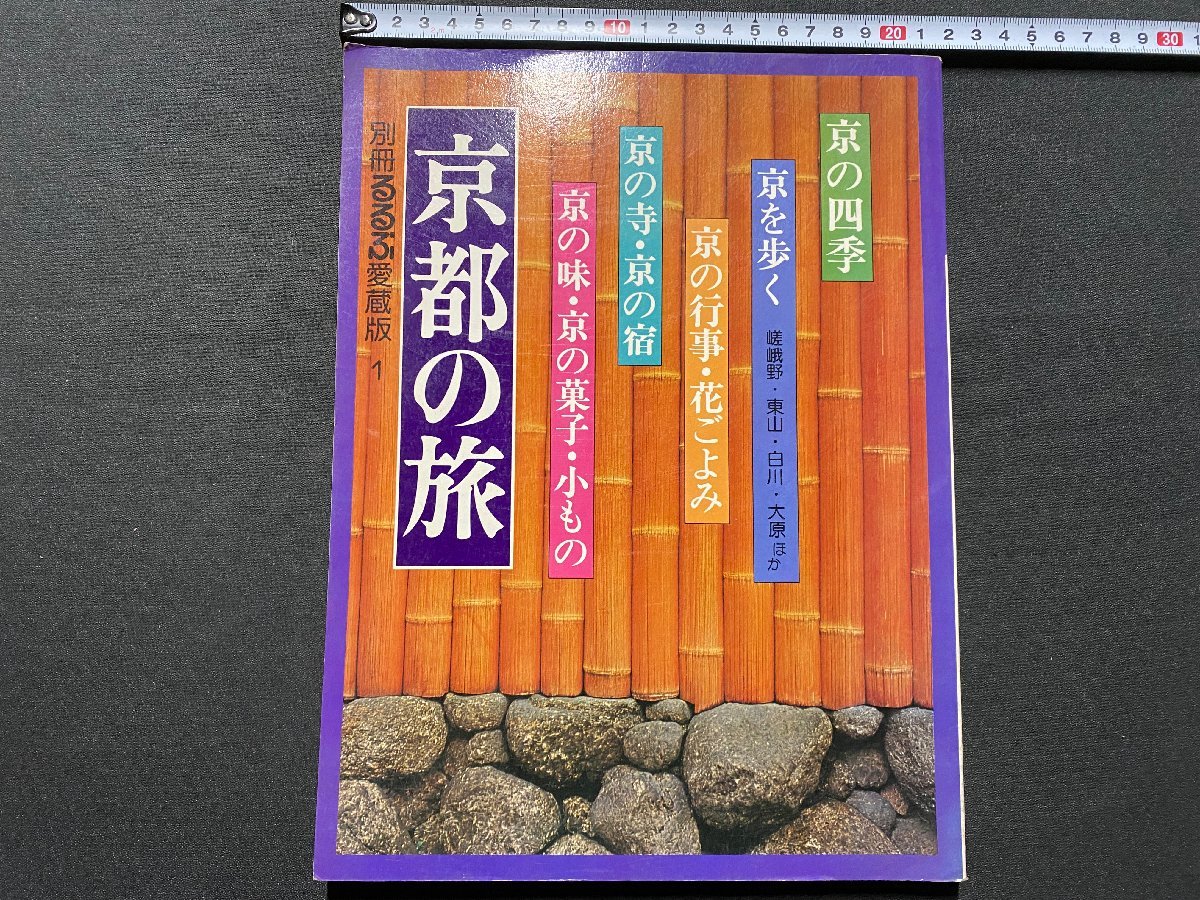 2 3 4 5 6 7 8 9 10 1 2 3 4 5 6 7 8 9 20 1 2 3 4 5 6 7 8 9 30 1
京の四季
京を歩く 嵯峨野・東山・白川・大原ほか
京の行事・花ごよみ
京の寺・京の宿
京の味・京の菓子・小もの
京都の旅
別冊るるぶ愛蔵版 1